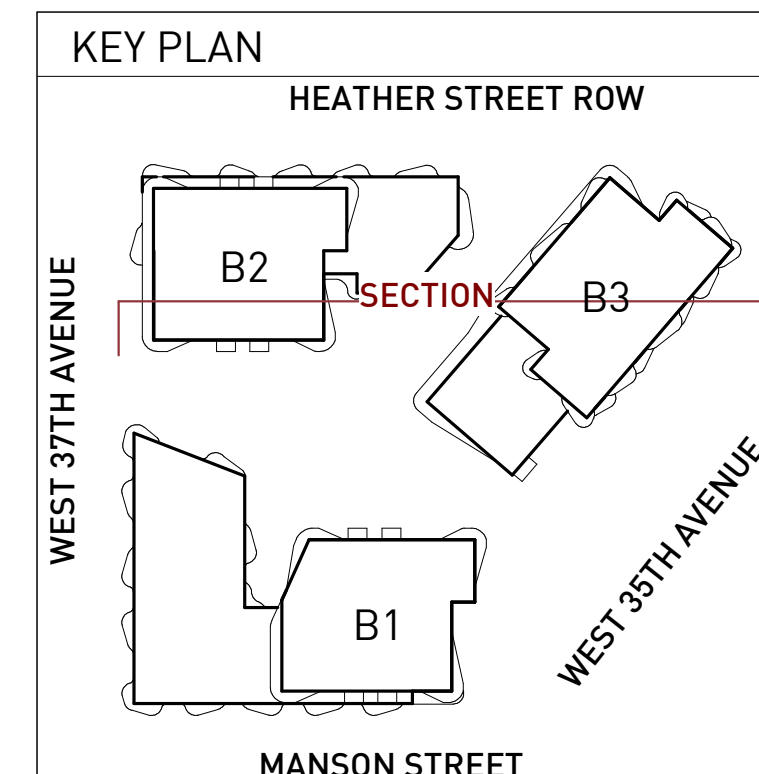 KEY PLAN
HEATHER STREET ROW
B2
SECTION
B3
WEST 37TH AVENUE
WEST 35TH AVENUE
B1
MANSON STREET